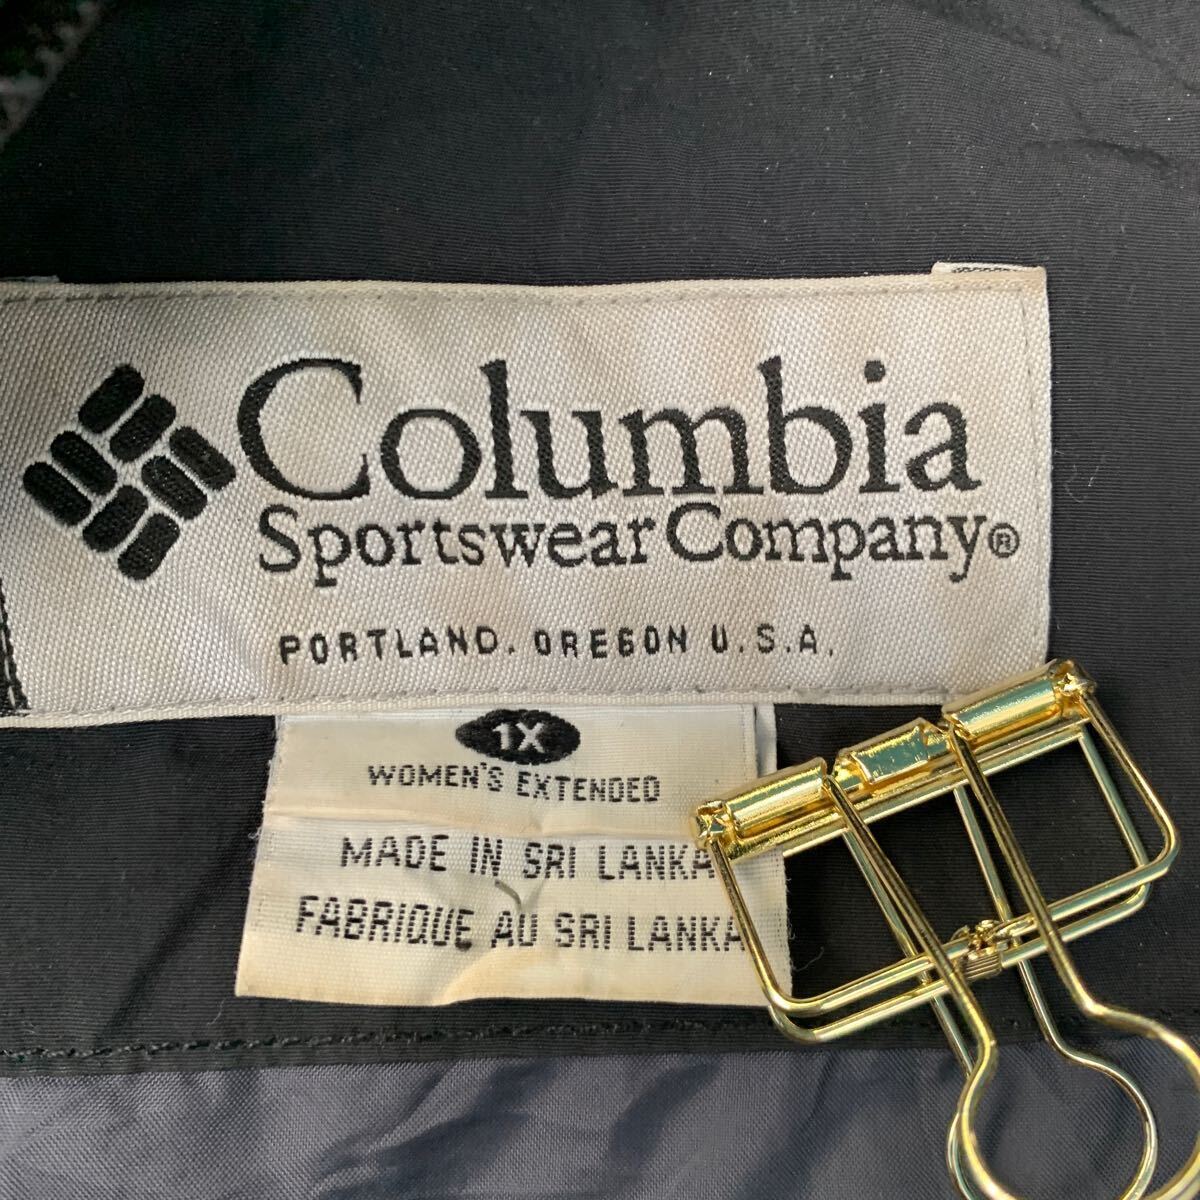 Columbia
Sportswear Company®
PORTLAND. OREGON U.S.A.
1X
WOMEN'S EXTENDED
MADE IN SRI LANKA
FABRIQUE AU SRI LANKA